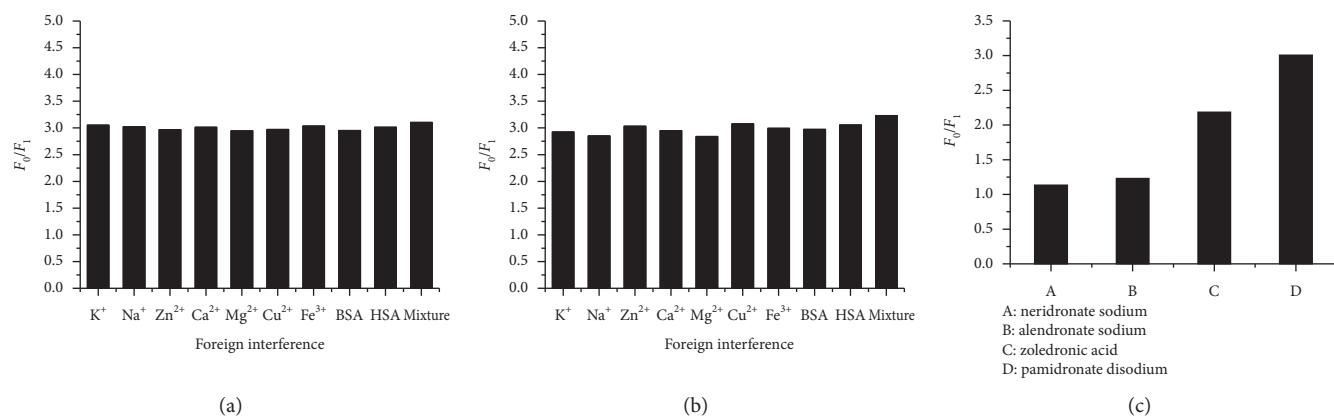 5.0
4.5
4.0
3.5
3.0
2.5
2.0
1.5
1.0
0.5
0.0
F₀/F₁
K⁺ Na⁺ Zn²⁺ Ca²⁺ Mg²⁺ Cu²⁺ Fe³⁺ BSA HSA Mixture
Foreign interference
(a)
5.0
4.5
4.0
3.5
3.0
2.5
2.0
1.5
1.0
0.5
0.0
F₀/F₁
K⁺ Na⁺ Zn²⁺ Ca²⁺ Mg²⁺ Cu²⁺ Fe³⁺ BSA HSA Mixture
Foreign interference
(b)
3.5
3.0
2.5
2.0
1.5
1.0
0.5
0.0
F₀/F₁
A B C D
A: neridronate sodium
B: alendronate sodium
C: zoledronic acid
D: pamidronate disodium
(c)